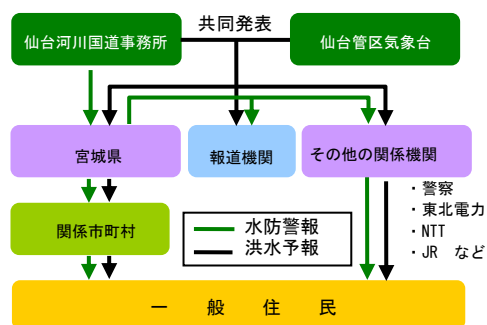 共同発表
仙台河川国道事務所
仙台管区気象台
宮城県
報道機関
その他の関係機関
・警察
・東北電力
・NTT
・JR など
関係市町村
水防警報
洪水予報
一般住民